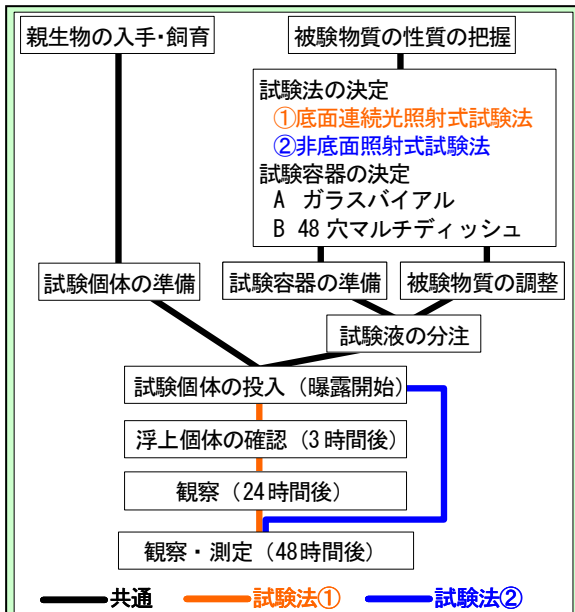 親生物の入手・飼育
被験物質の性質の把握
試験法の決定
①底面連続光照射式試験法
②非底面照射式試験法
試験容器の決定
A ガラスバイアル
B 48穴マルチディッシュ
試験個体の準備
試験容器の準備
被験物質の調整
試験液の分注
試験個体の投入（曝露開始）
浮上個体の確認（3時間後）
観察（24時間後）
観察・測定（48時間後）
共通
試験法①
試験法②